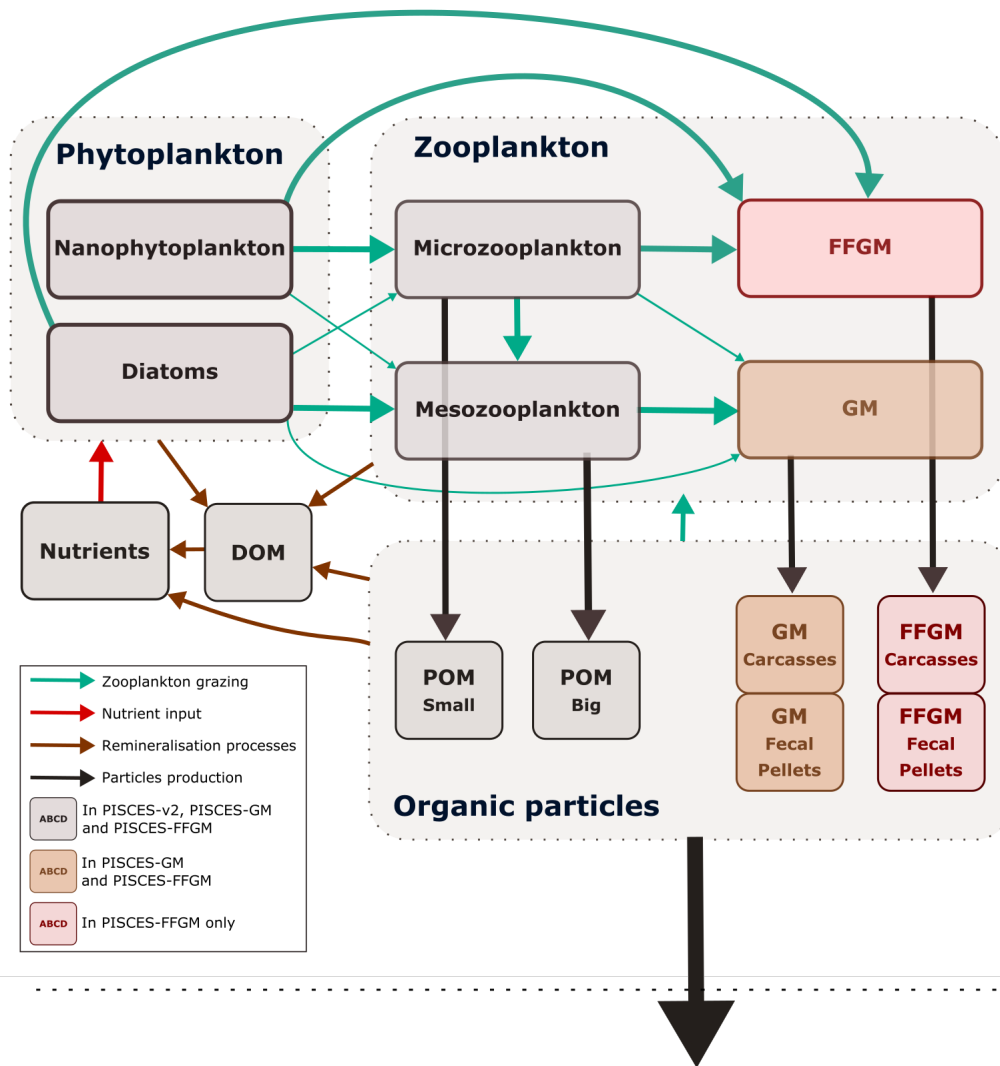 Phytoplankton
Zooplankton
Nanophytoplankton
Microzooplankton
FFGM
Diatoms
Mesozooplankton
GM
Nutrients
DOM
POM
Small
POM
Big
GM
Carcasses
GM
Fecal
Pellets
FFGM
Carcasses
FFGM
Fecal
Pellets
Organic particles
Zooplankton grazing
Nutrient input
Remineralisation processes
Particles production
ABCD
In PISCES-v2, PISCES-GM
and PISCES-FFGM
ABCD
In PISCES-GM
and PISCES-FFGM
ABCD
In PISCES-FFGM only